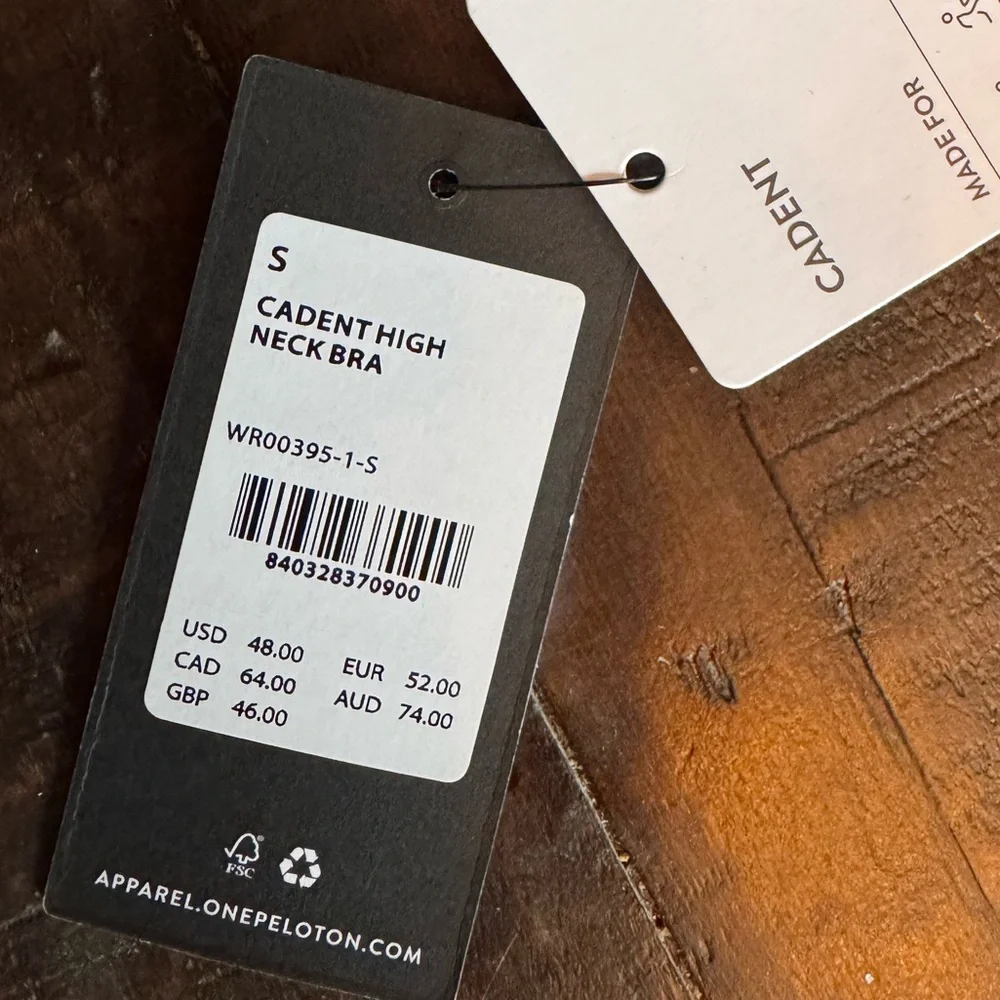 S
CADENT HIGH
NECK BRA
WR00395-1-S
840328370900
USD 48.00
CAD 64.00
GBP 46.00
EUR 52.00
AUD 74.00
FSC
APPAREL.ONEPELOTON.COM
CADENT
MADE FOR